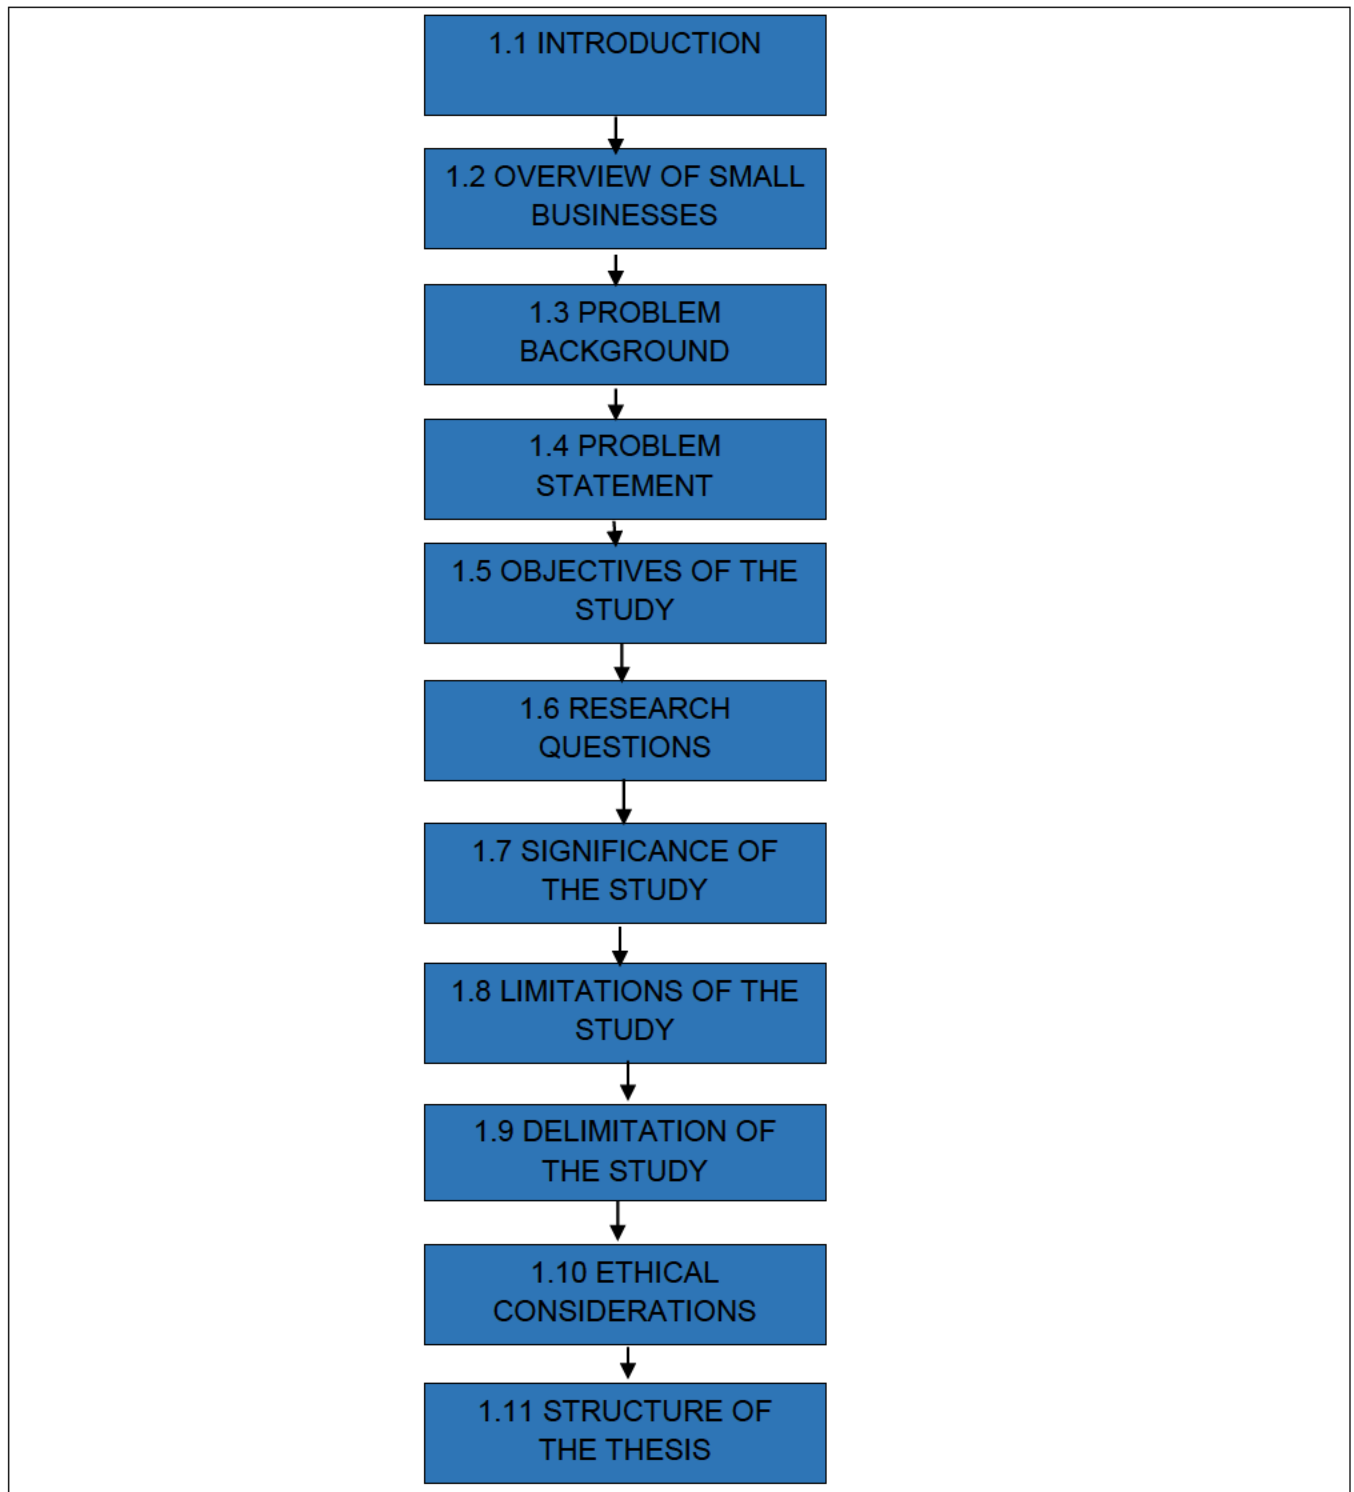 1.1 INTRODUCTION
1.2 OVERVIEW OF SMALL
BUSINESSES
1.3 PROBLEM
BACKGROUND
1.4 PROBLEM
STATEMENT
1.5 OBJECTIVES OF THE
STUDY
1.6 RESEARCH
QUESTIONS
1.7 SIGNIFICANCE OF
THE STUDY
1.8 LIMITATIONS OF THE
STUDY
1.9 DELIMITATION OF
THE STUDY
1.10 ETHICAL
CONSIDERATIONS
1.11 STRUCTURE OF
THE THESIS